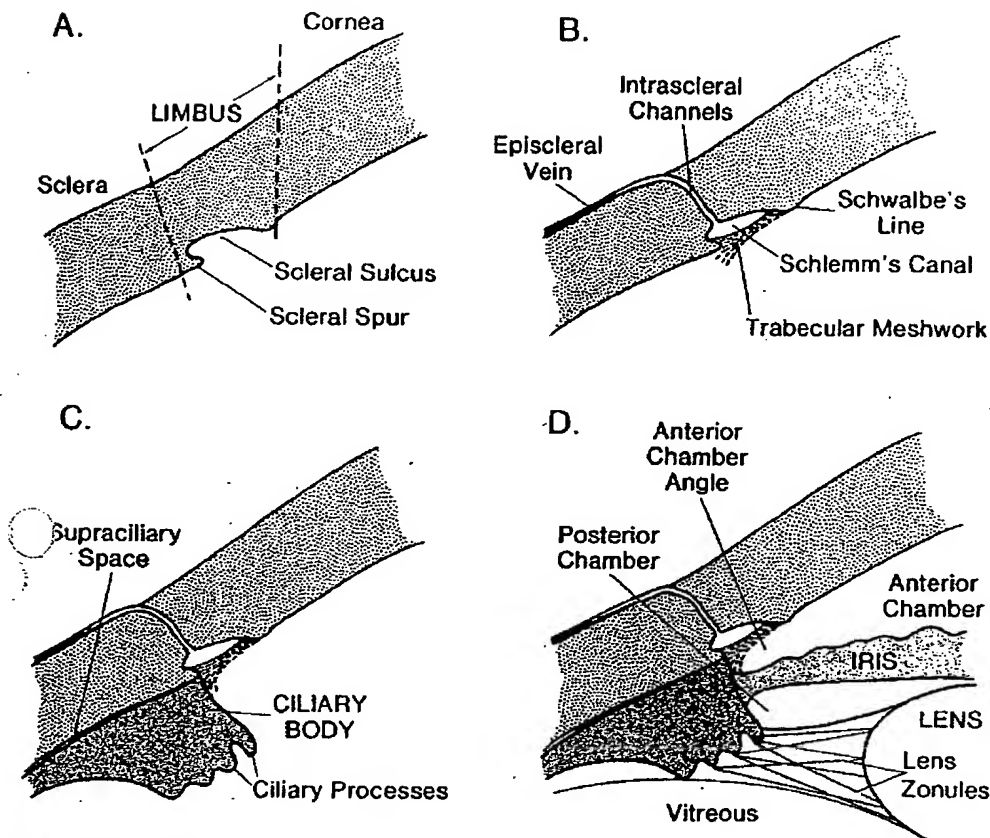 A.
Cornea
LIMBUS
Sclera
Scleral Sulcus
Scleral Spur
B.
Intrascleral
Channels
Episcleral
Vein
Schwalbe's
Line
Schlemm's Canal
Trabecular Meshwork
C.
Supraciliary
Space
CILIARY
BODY
Ciliary Processes
D.
Anterior
Chamber
Angle
Posterior
Chamber
Anterior
Chamber
IRIS
LENS
Lens
Zonules
Vitreous